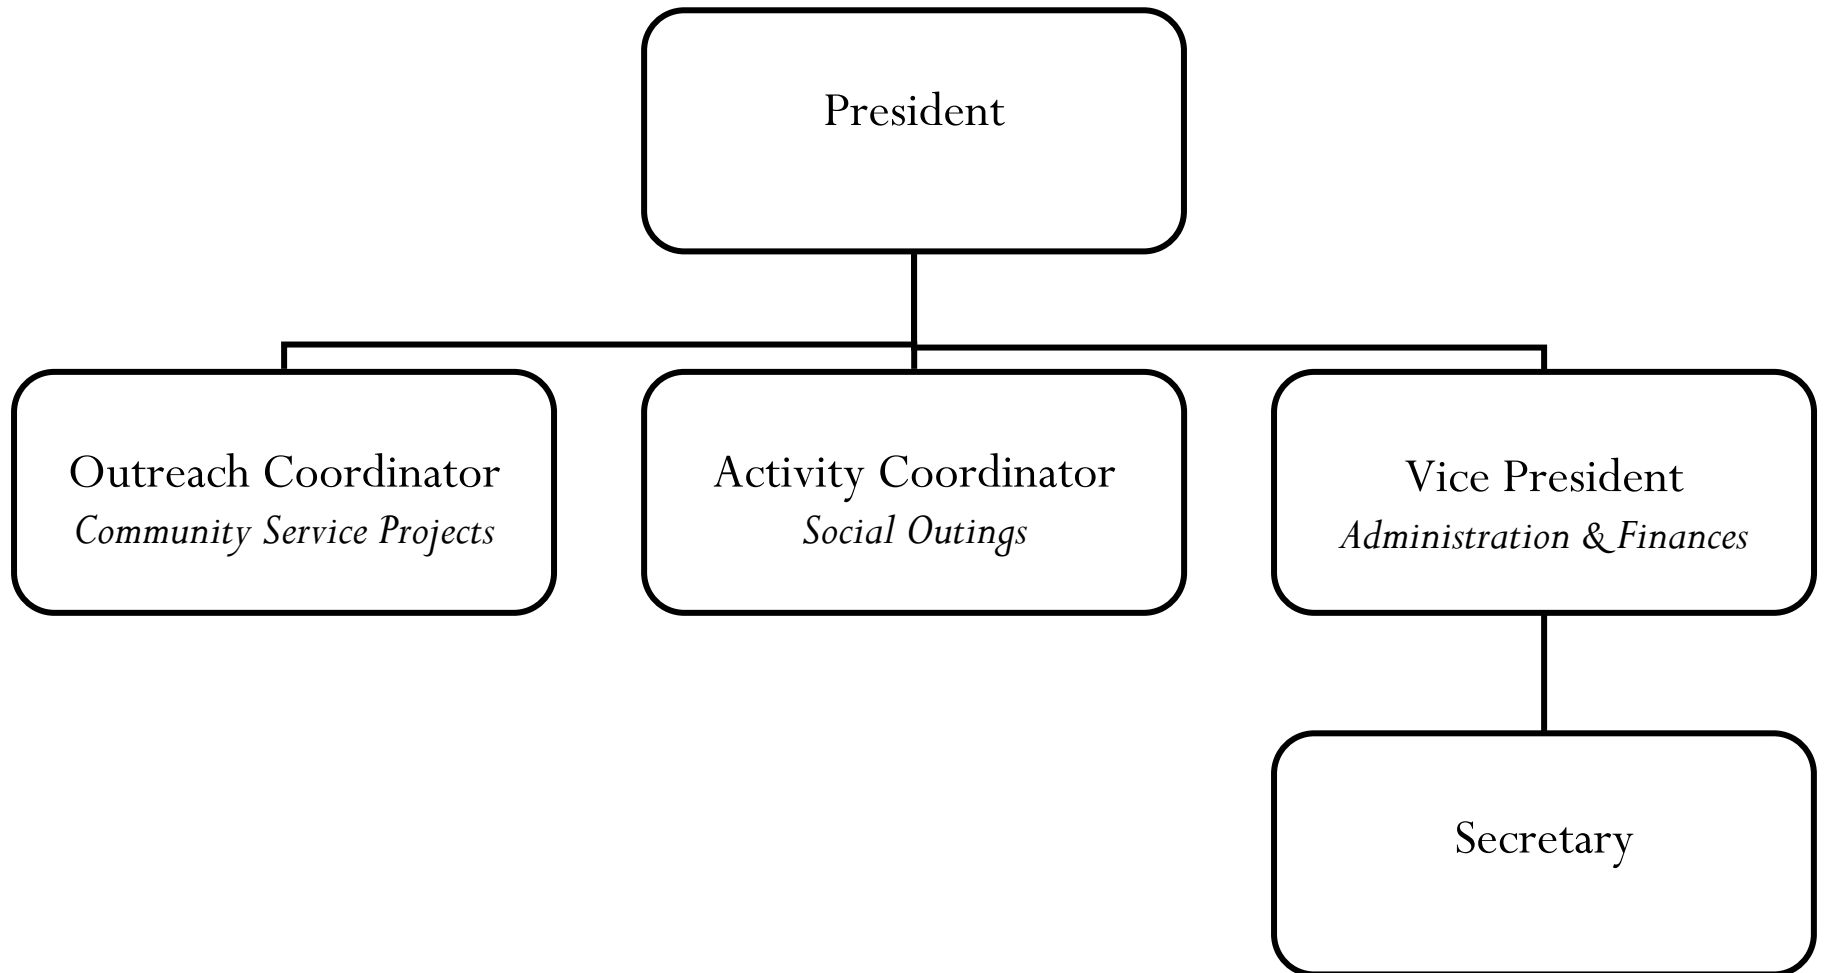 President
Outreach Coordinator
Community Service Projects
Activity Coordinator
Social Outings
Vice President
Administration & Finances
Secretary